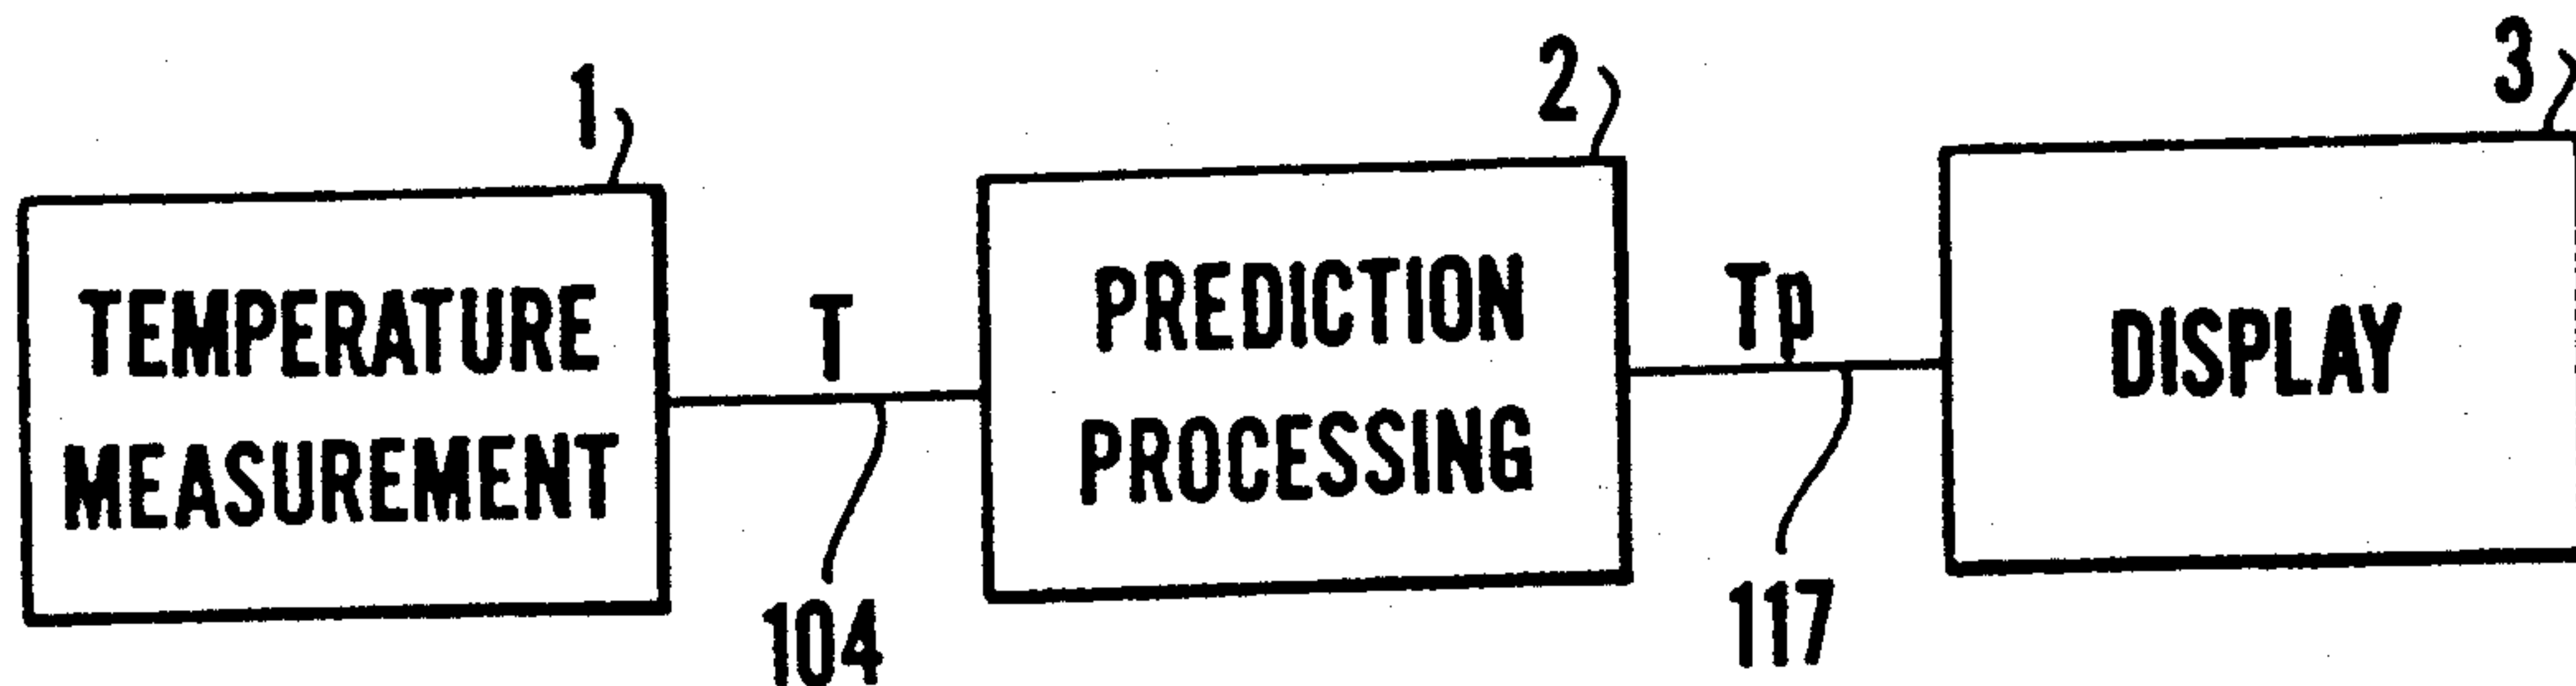 1
2
3
TEMPERATURE
MEASUREMENT
T
PREDICTION
PROCESSING
Tp
DISPLAY
104
117